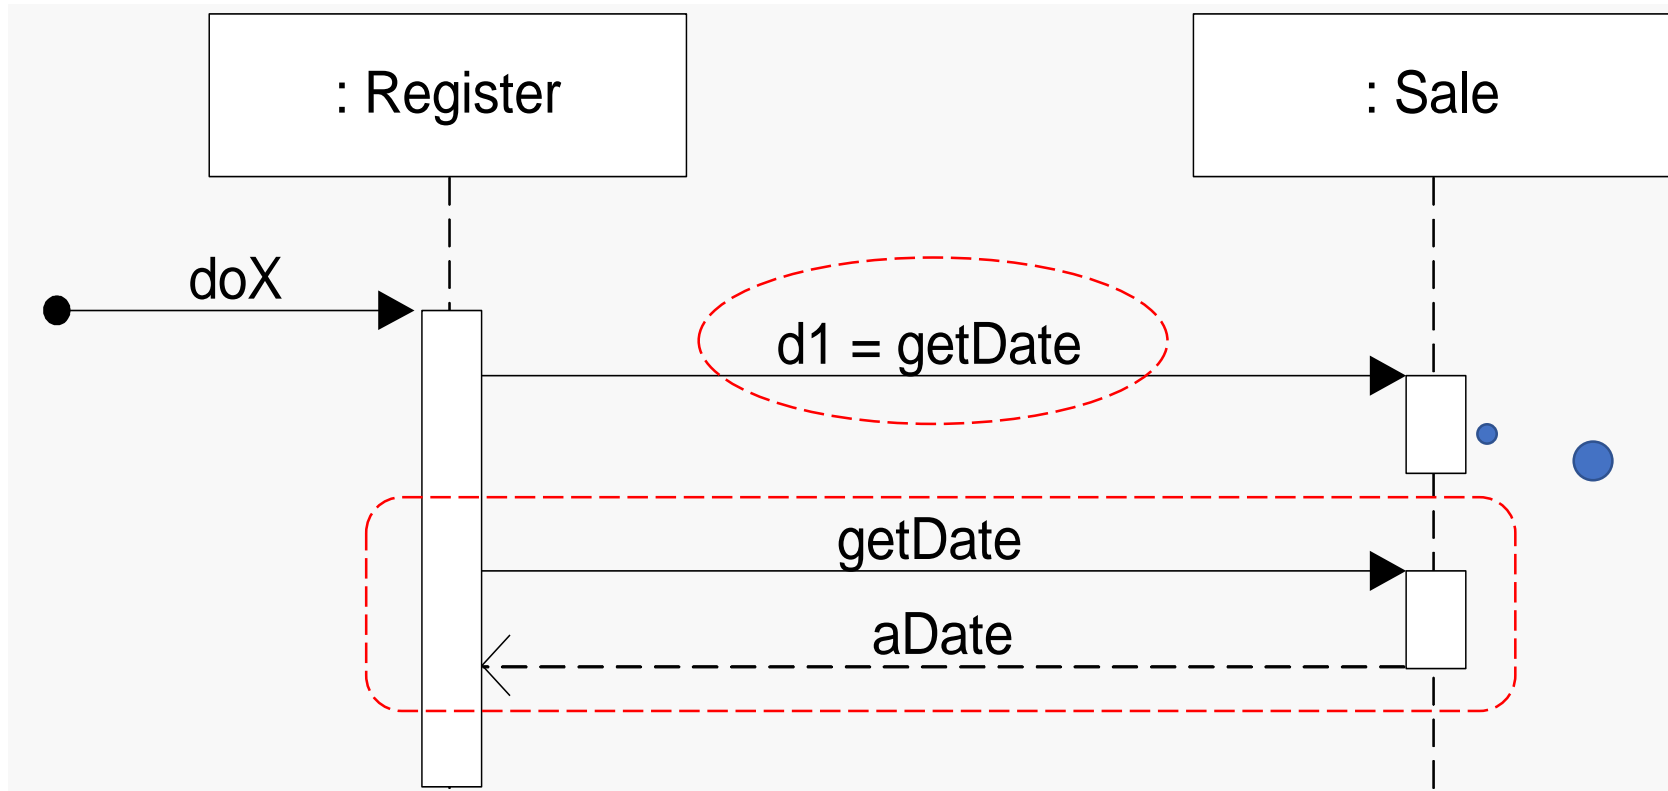 : Register
: Sale
doX
d1 = getDate
getDate
aDate